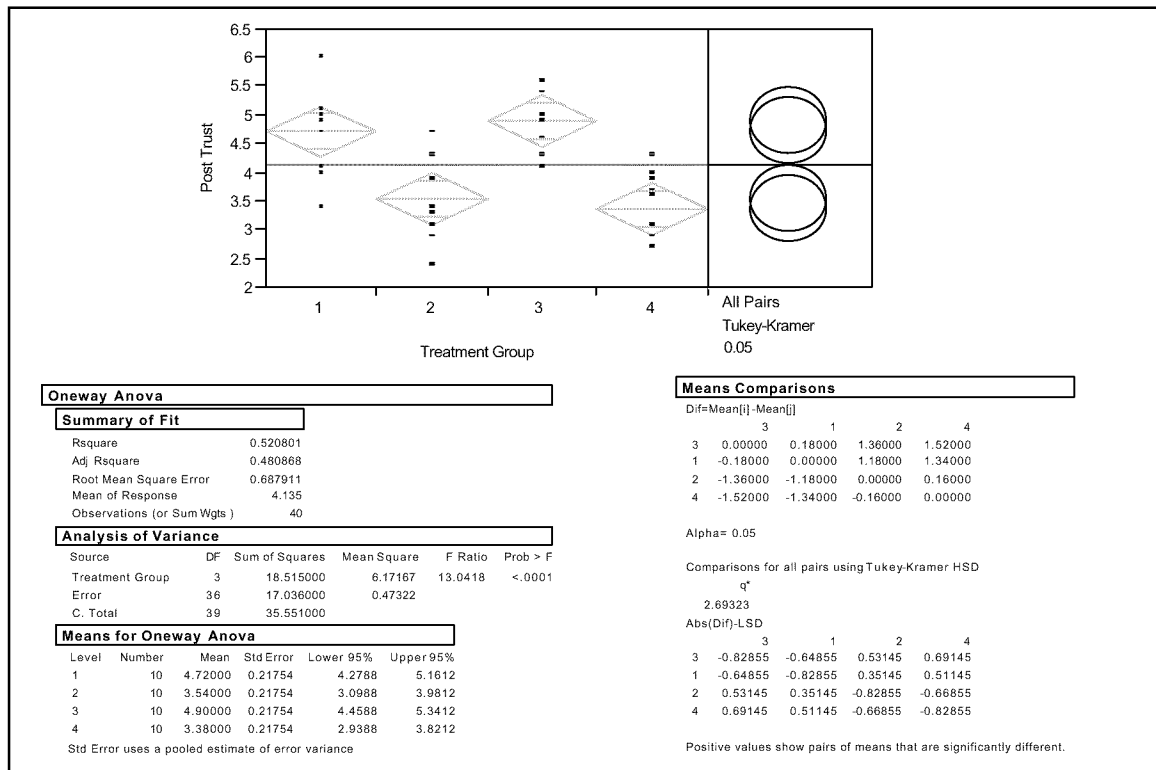 6.5
6
5.5
5
4.5
4
3.5
3
2.5
2
Post Trust
1 2 3 4
Treatment Group
All Pairs
Tukey-Kramer
0.05
Oneway Anova
Summary of Fit
Rsquare 0.520801
Adj Rsquare 0.480868
Root Mean Square Error 0.687911
Mean of Response 4.135
Observations (or Sum Wgts ) 40
Analysis of Variance
Source DF Sum of Squares Mean Square F Ratio Prob > F
Treatment Group 3 18.515000 6.17167 13.0418 <.0001
Error 36 17.036000 0.47322
C. Total 39 35.551000
Means for Oneway Anova
Level Number Mean Std Error Lower 95% Upper 95%
1 10 4.72000 0.21754 4.2788 5.1612
2 10 3.54000 0.21754 3.0988 3.9812
3 10 4.90000 0.21754 4.4588 5.3412
4 10 3.38000 0.21754 2.9388 3.8212
Std Error uses a pooled estimate of error variance
Means Comparisons
Dif=Mean[i]-Mean[j]
3 1 2 4
3 0.00000 0.18000 1.36000 1.52000
1 -0.18000 0.00000 1.18000 1.34000
2 -1.36000 -1.18000 0.00000 0.16000
4 -1.52000 -1.34000 -0.16000 0.00000
Alpha= 0.05
Comparisons for all pairs using Tukey-Kramer HSD
q*
2.69323
Abs(Dif)-LSD
3 1 2 4
3 -0.82855 -0.64855 0.53145 0.69145
1 -0.64855 -0.82855 0.35145 0.51145
2 0.53145 0.35145 -0.82855 -0.66855
4 0.69145 0.51145 -0.66855 -0.82855
Positive values show pairs of means that are significantly different.